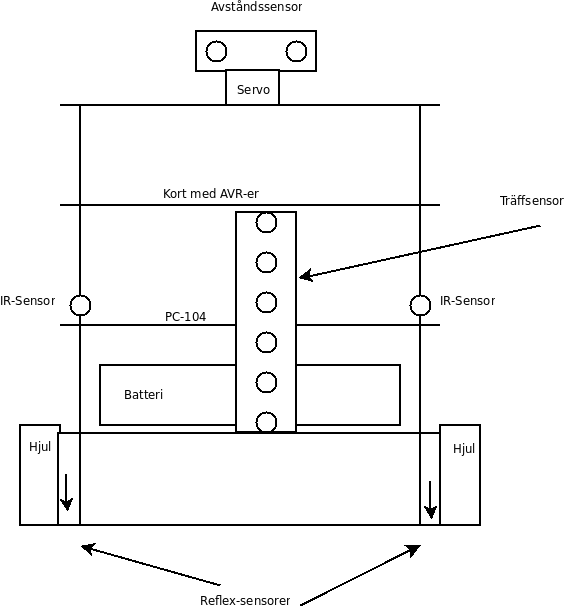 Avståndssensor
Servo
Kort med AVR-er
Träffsensor
IR-Sensor
IR-Sensor
PC-104
Batteri
Hjul
Hjul
Reflex-sensorer